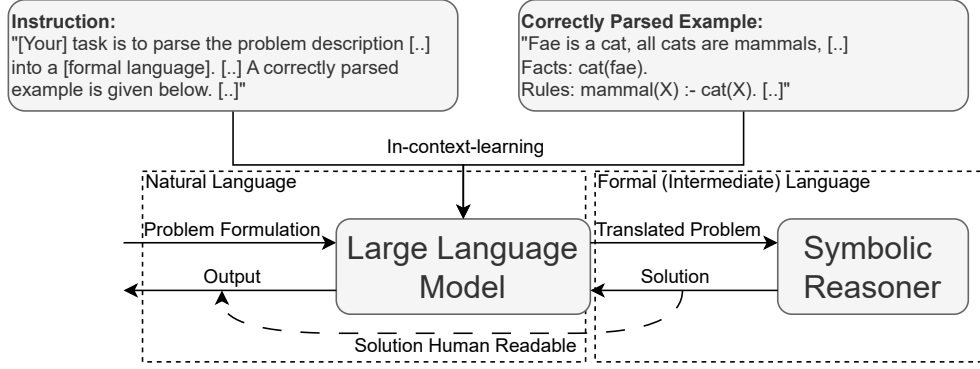 Instruction:
"[Your] task is to parse the problem description [..]
into a [formal language]. [..] A correctly parsed
example is given below. [..]"
Correctly Parsed Example:
"Fae is a cat, all cats are mammals, [..]
Facts: cat(fae).
Rules: mammal(X) :- cat(X). [..]"
In-context-learning
Natural Language
Formal (Intermediate) Language
Problem Formulation
Large Language
Model
Translated Problem
Symbolic
Reasoner
Output
Solution
Solution Human Readable